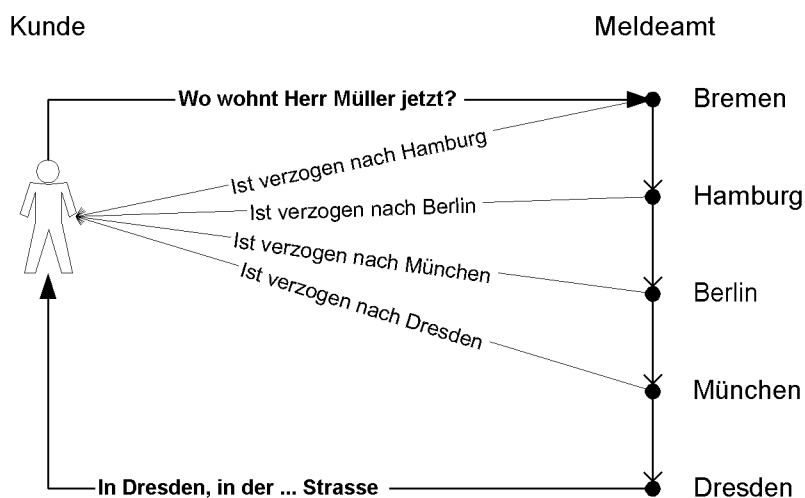 Kunde
Meldeamt
Wo wohnt Herr Müller jetzt?
Bremen
Ist verzogen nach Hamburg
Hamburg
Ist verzogen nach Berlin
Ist verzogen nach München
Berlin
Ist verzogen nach Dresden
München
In Dresden, in der ... Strasse
Dresden